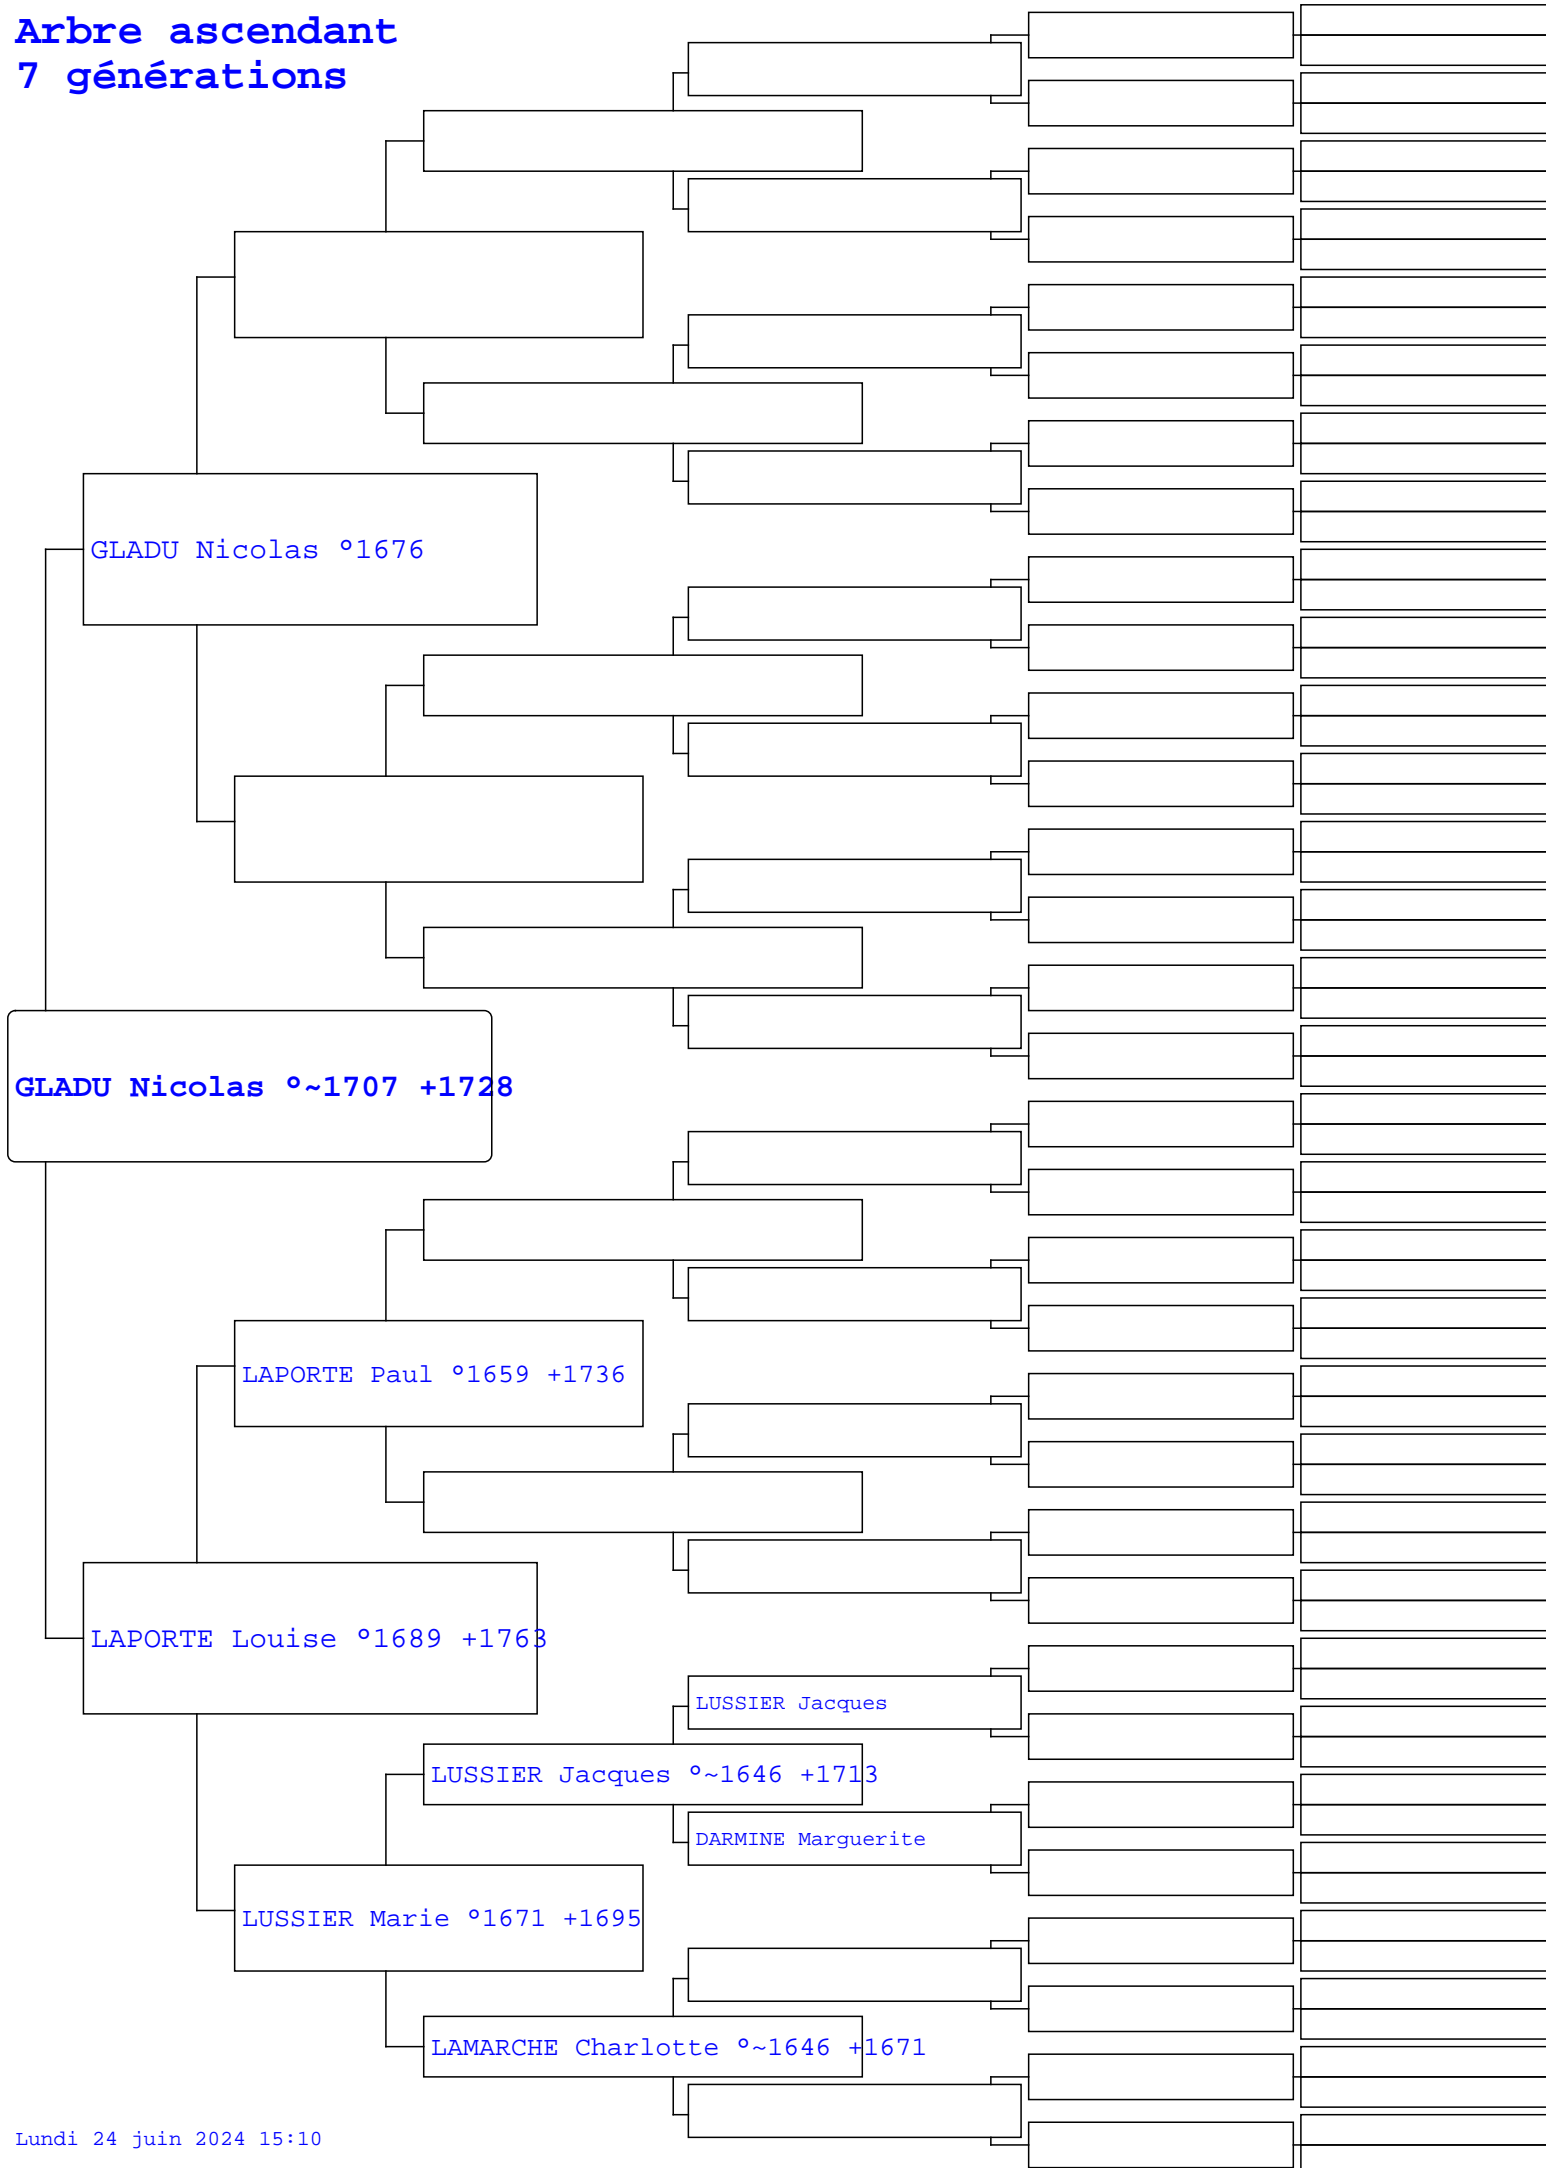 Arbre ascendant
7 générations
GLADU Nicolas °1676
GLADU Nicolas °~1707 +1728
LAPORTE Paul °1659 +1736
LAPORTE Louise °1689 +1763
LUSSIER Jacques
LUSSIER Jacques °~1646 +1713
DARMINE Marguerite
LUSSIER Marie °1671 +1695
LAMARCHE Charlotte °~1646 +1671
Lundi 24 juin 2024 15:10